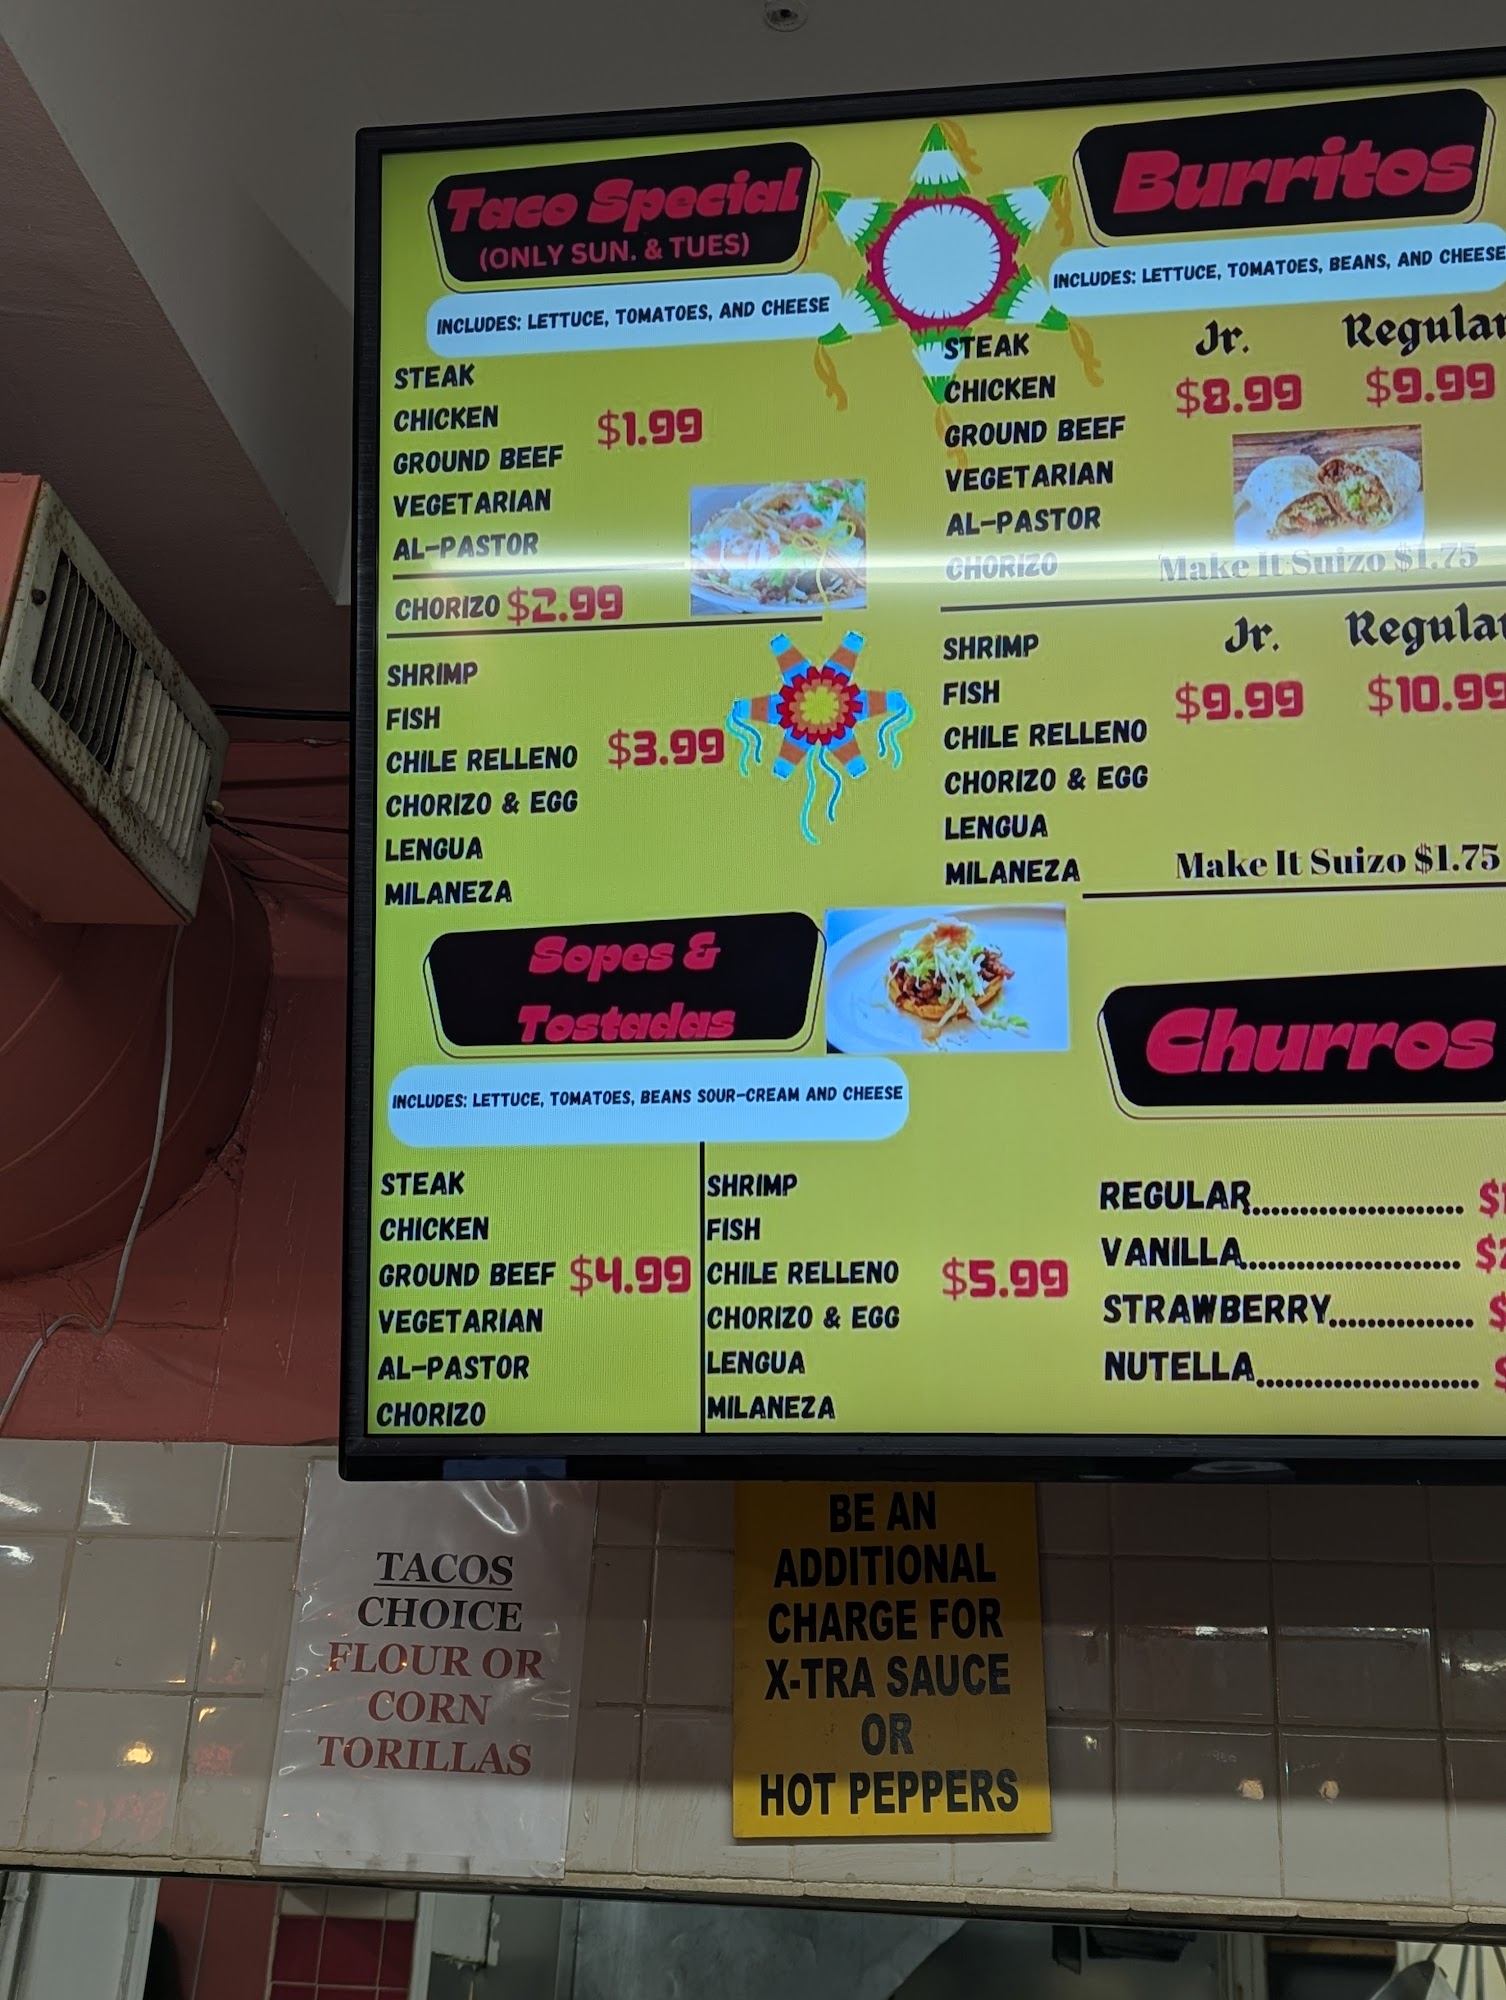 Taco Special
(ONLY SUN. & TUES)
INCLUDES: LETTUCE, TOMATOES, AND CHEESE
STEAK
CHICKEN
$1.99
GROUND BEEF
VEGETARIAN
AL-PASTOR
CHORIZO $2.99
SHRIMP
FISH
CHILE RELLENO $3.99
CHORIZO & EGG
LENGUA
MILANEZA
Burritos
INCLUDES: LETTUCE, TOMATOES, BEANS, AND CHEESE
Jr. Regular
STEAK
CHICKEN $8.99 $9.99
GROUND BEEF
VEGETARIAN
AL-PASTOR
CHORIZO
Make It Suizo $1.75
Jr. Regular
SHRIMP
FISH $9.99 $10.99
CHILE RELLENO
CHORIZO & EGG
LENGUA
MILANEZA
Make It Suizo $1.75
Sopes &
Tostadas
INCLUDES: LETTUCE, TOMATOES, BEANS SOUR-CREAM AND CHEESE
STEAK
CHICKEN
GROUND BEEF $4.99
VEGETARIAN
AL-PASTOR
CHORIZO
SHRIMP
FISH
CHILE RELLENO $5.99
CHORIZO & EGG
LENGUA
MILANEZA
Churros
REGULAR
VANILLA
STRAWBERRY
NUTELLA
TACOS
CHOICE
FLOUR OR
CORN
TORILLAS
BE AN
ADDITIONAL
CHARGE FOR
X-TRA SAUCE
OR
HOT PEPPERS